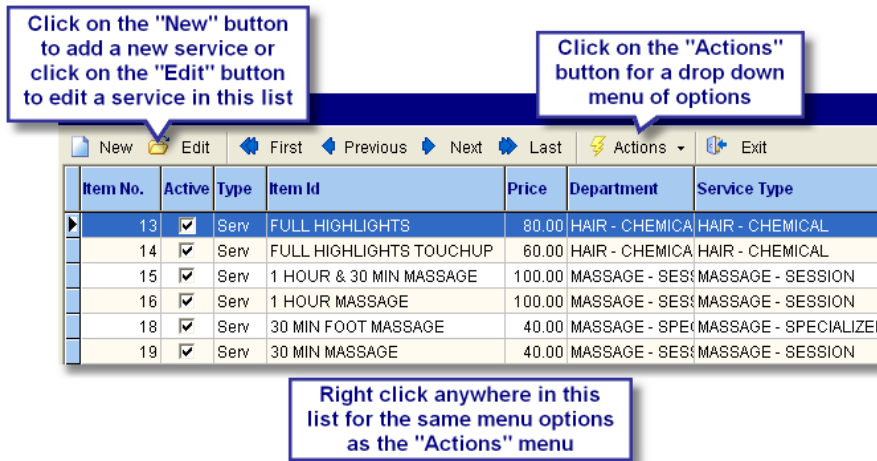 Click on the "New" button
to add a new service or
click on the "Edit" button
to edit a service in this list
Click on the "Actions"
button for a drop down
menu of options
New Edit First Previous Next Last Actions Exit
Item No. Active Type Item Id Price Department Service Type
13 Serv FULL HIGHLIGHTS 80.00 HAIR - CHEMICA HAIR - CHEMICAL
14 Serv FULL HIGHLIGHTS TOUCHUP 60.00 HAIR - CHEMICA HAIR - CHEMICAL
15 Serv 1 HOUR & 30 MIN MASSAGE 100.00 MASSAGE - SES MASSAGE - SESSION
16 Serv 1 HOUR MASSAGE 100.00 MASSAGE - SES MASSAGE - SESSION
18 Serv 30 MIN FOOT MASSAGE 40.00 MASSAGE - SPE MASSAGE - SPECIALIZE
19 Serv 30 MIN MASSAGE 40.00 MASSAGE - SES MASSAGE - SESSION
Right click anywhere in this
list for the same menu options
as the "Actions" menu